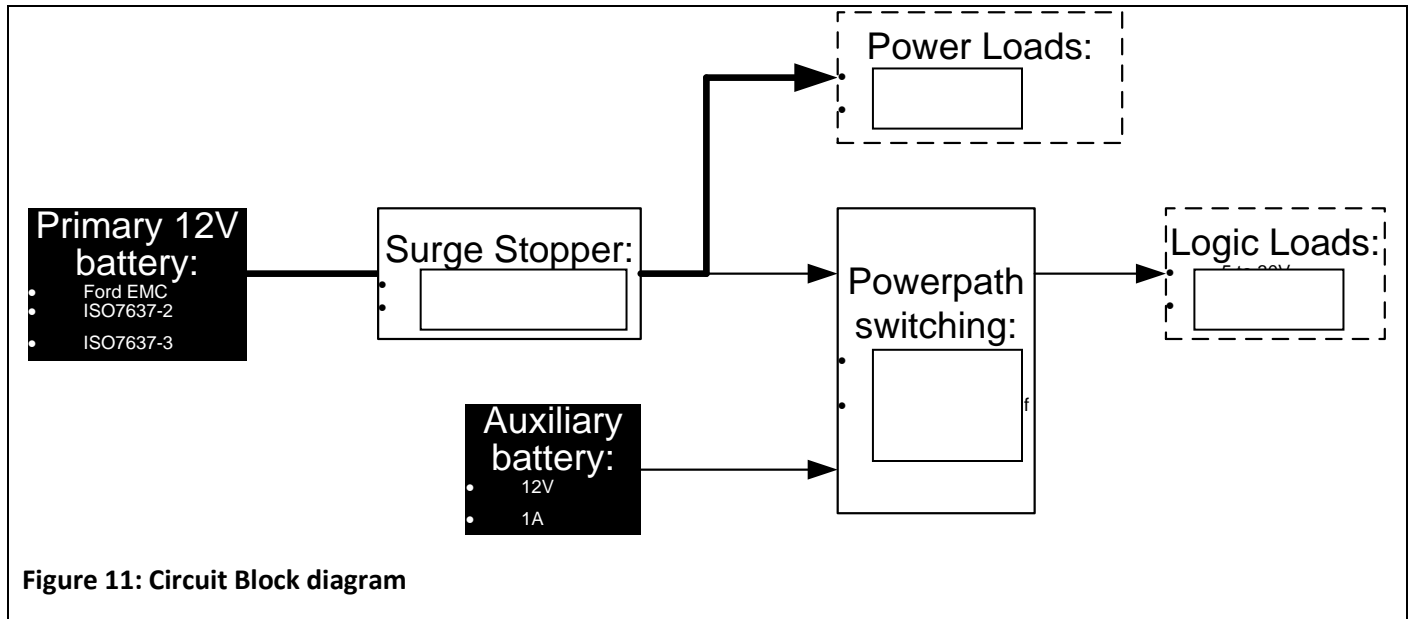 Power Loads:
Primary 12V
battery:
• Ford EMC
• ISO7637-2
• ISO7637-3
Surge Stopper:
Powerpath
switching:
f
Logic Loads:
Auxiliary
battery:
• 12V
• 1A
Figure 11: Circuit Block diagram